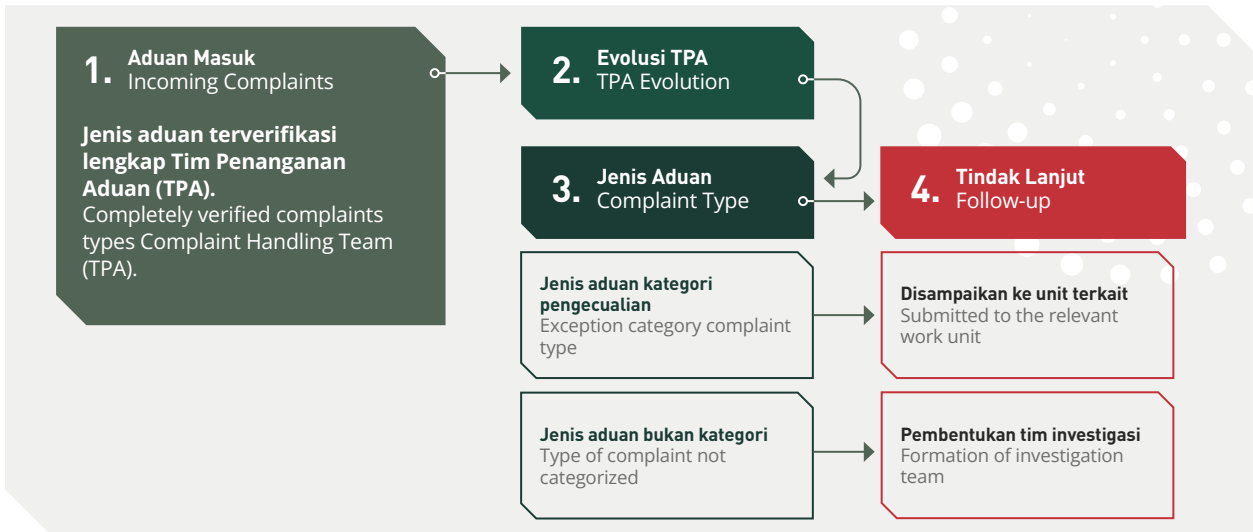 1. Aduan Masuk
Incoming Complaints
Jenis aduan terverifikasi
lengkap Tim Penanganan
Aduan (TPA).
Completely verified complaints
types Complaint Handling Team
(TPA).
2. Evolusi TPA
TPA Evolution
3. Jenis Aduan
Complaint Type
4. Tindak Lanjut
Follow-up
Jenis aduan kategori
pengecualian
Exception category complaint
type
Disampaikan ke unit terkait
Submitted to the relevant
work unit
Jenis aduan bukan kategori
Type of complaint not
categorized
Pembentukan tim investigasi
Formation of investigation
team